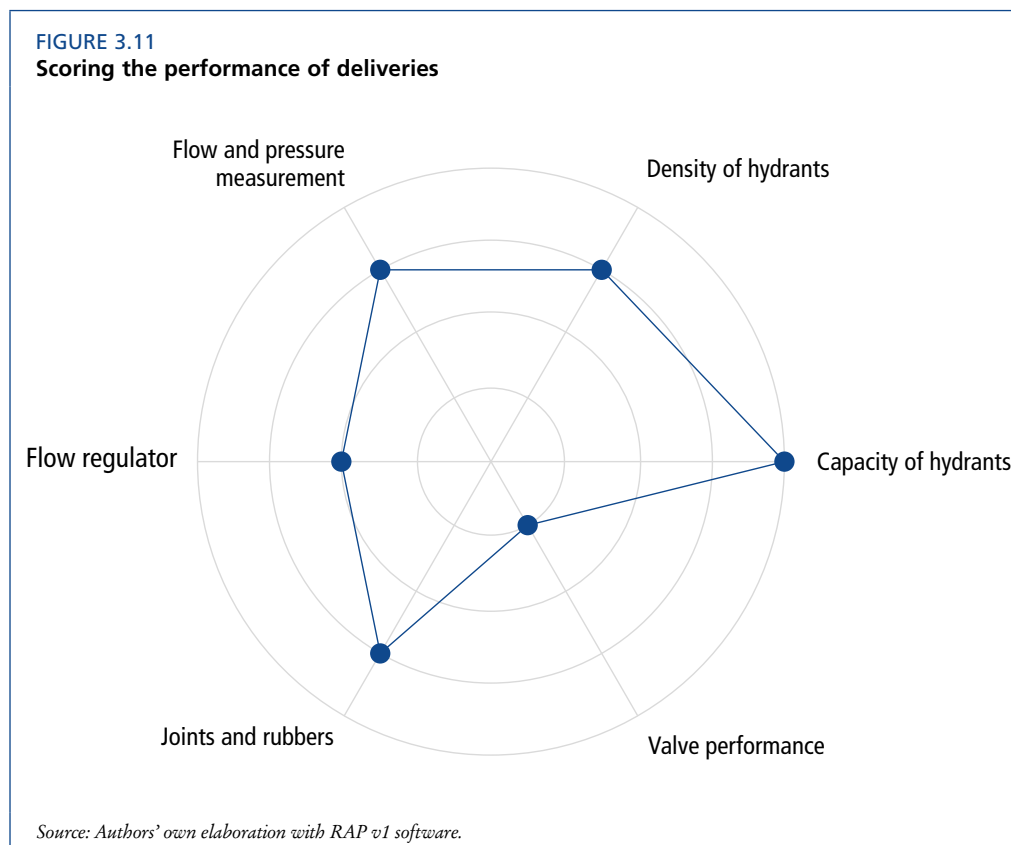 FIGURE 3.11
Scoring the performance of deliveries
Flow and pressure
measurement
Density of hydrants
Flow regulator
Capacity of hydrants
Joints and rubbers
Valve performance
Source: Authors' own elaboration with RAP v1 software.